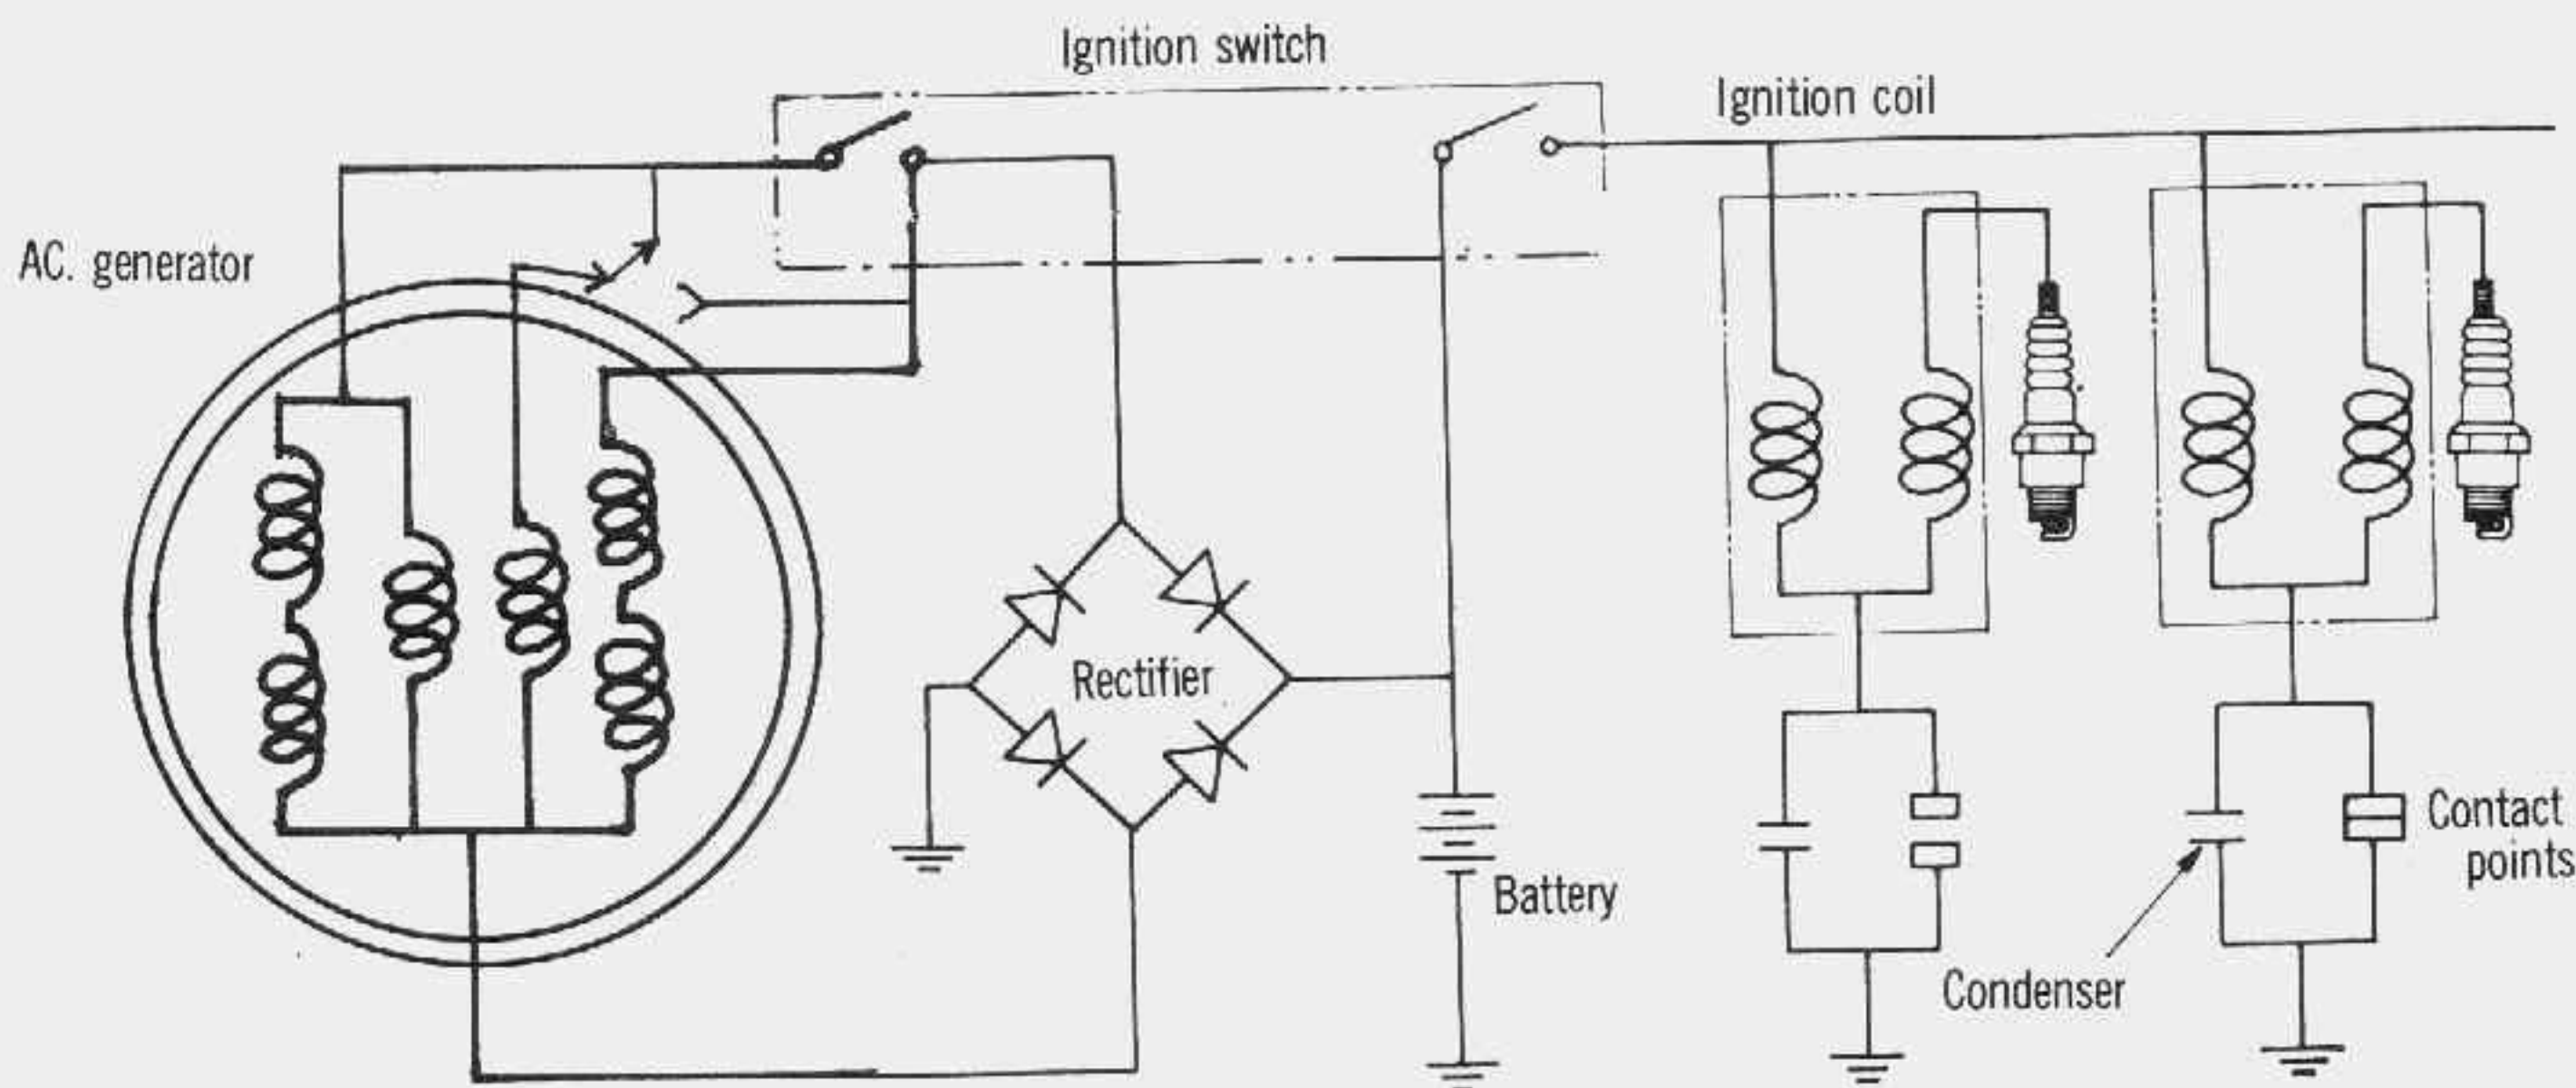 Ignition switch
Ignition coil
AC. generator
Rectifier
Battery
Contact
points
Condenser